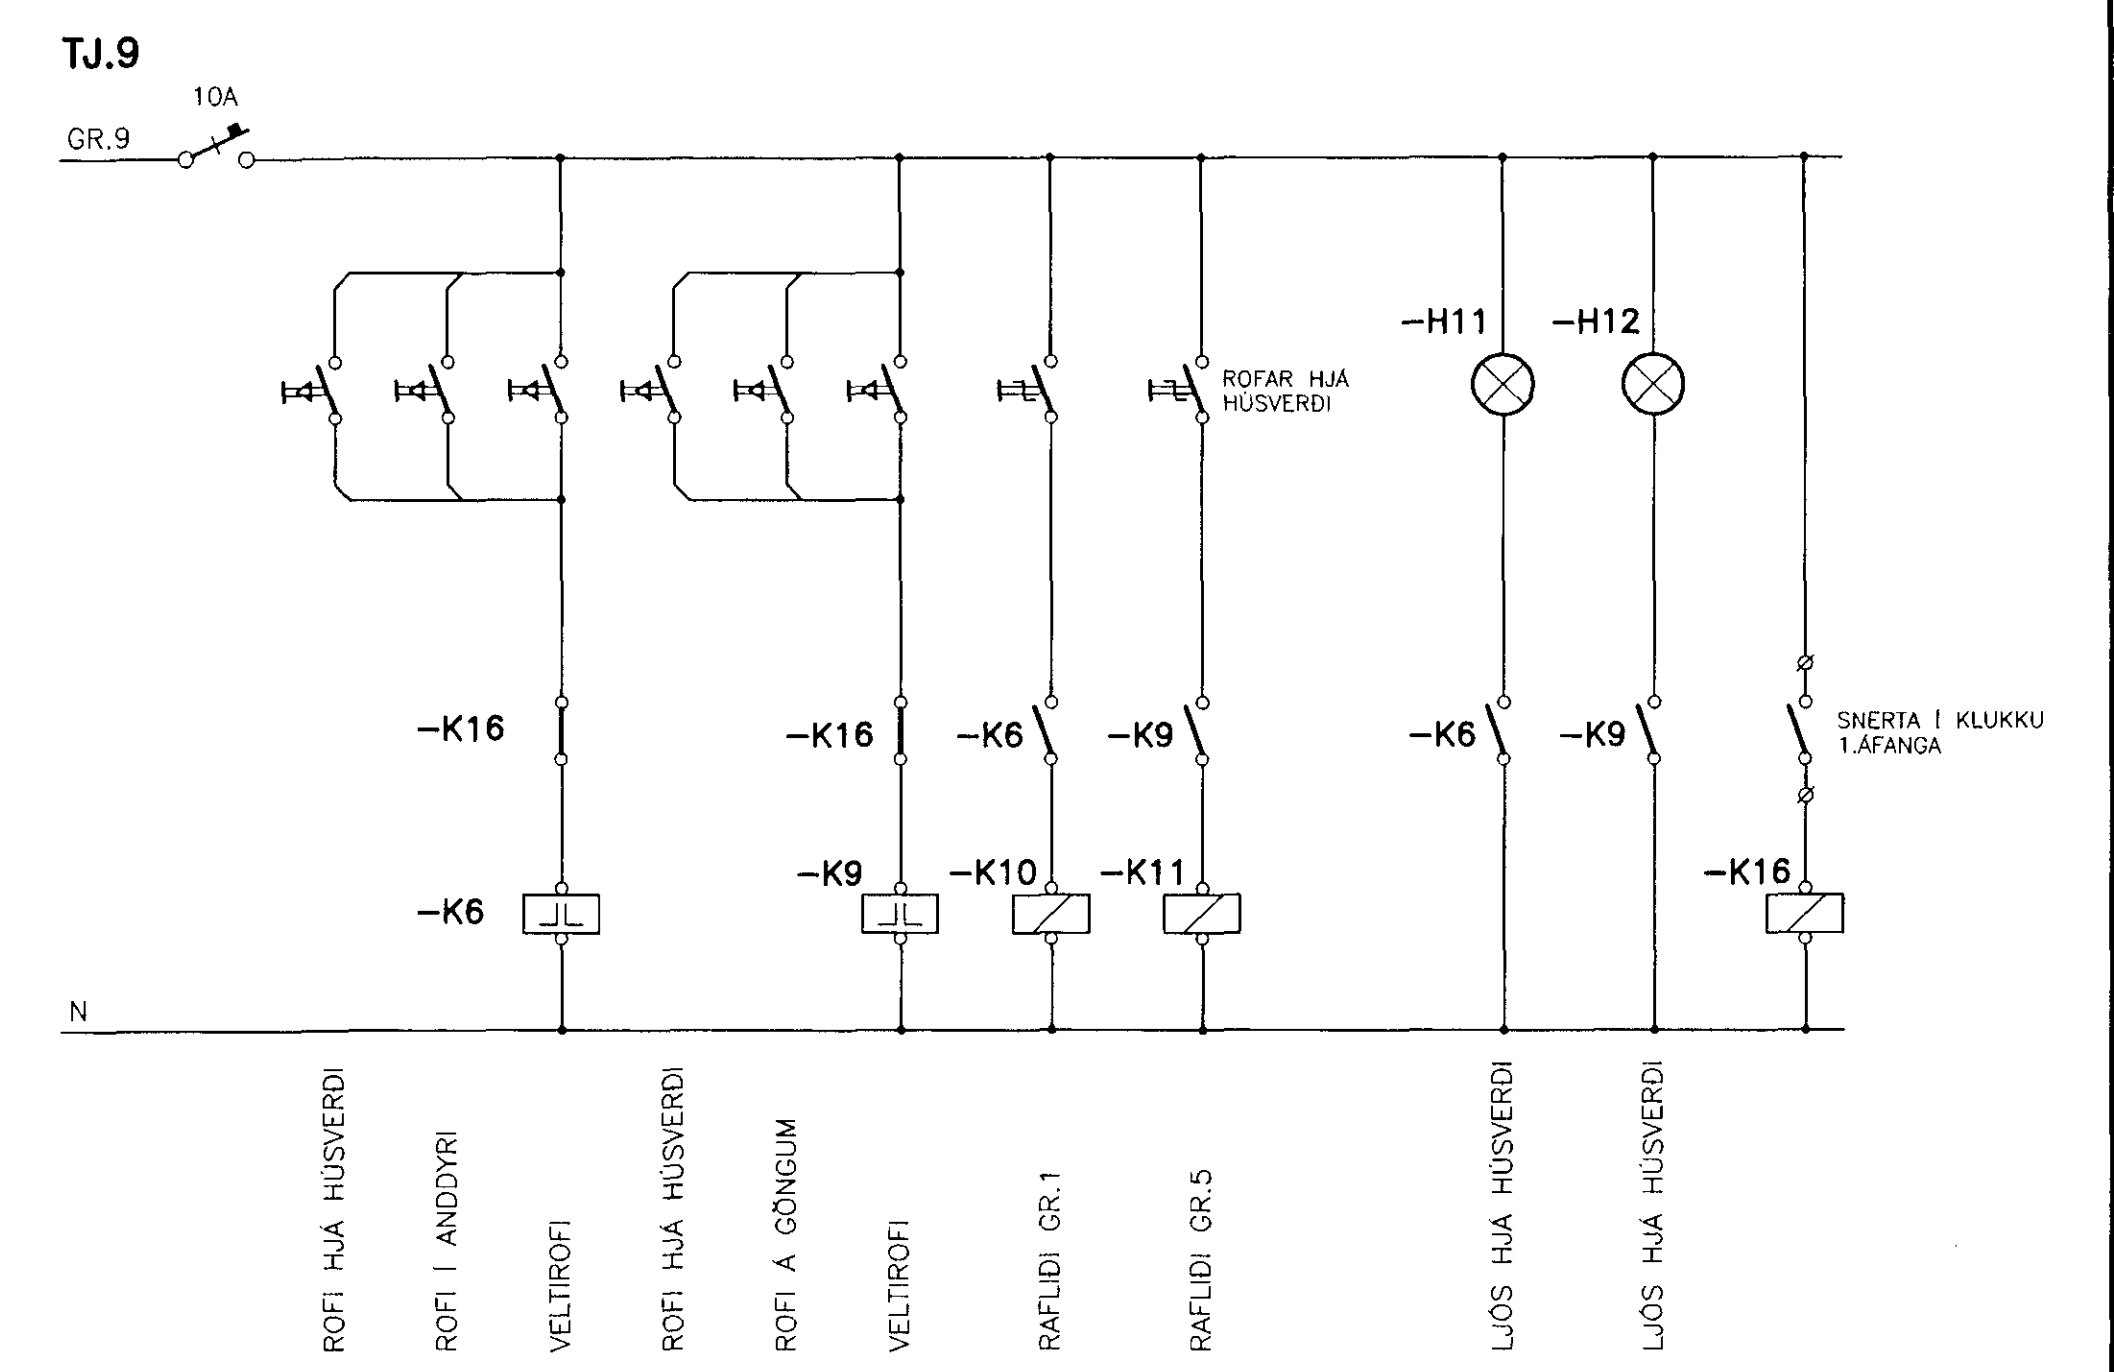 TJ.9
10A
GR.9
-H11
-H12
ROFAR HJÁ
HÚSVERÐI
-K16
-K16
-K6
-K9
-K6
-K9
SNERTA Í KLUKKU
1.ÁFANGA
-K6
-K9
-K10
-K11
-K16
N
ROFI HJÁ HÚSVERÐI
ROFI Í ANDDYRI
VELTIROFI
ROFI HJÁ HÚSVERÐI
ROFI Á GÖNGUM
VELTIROFI
RAFLIÐI GR.1
RAFLIÐI GR.5
LJÓS HJÁ HÚSVERÐI
LJÓS HJÁ HÚSVERÐI